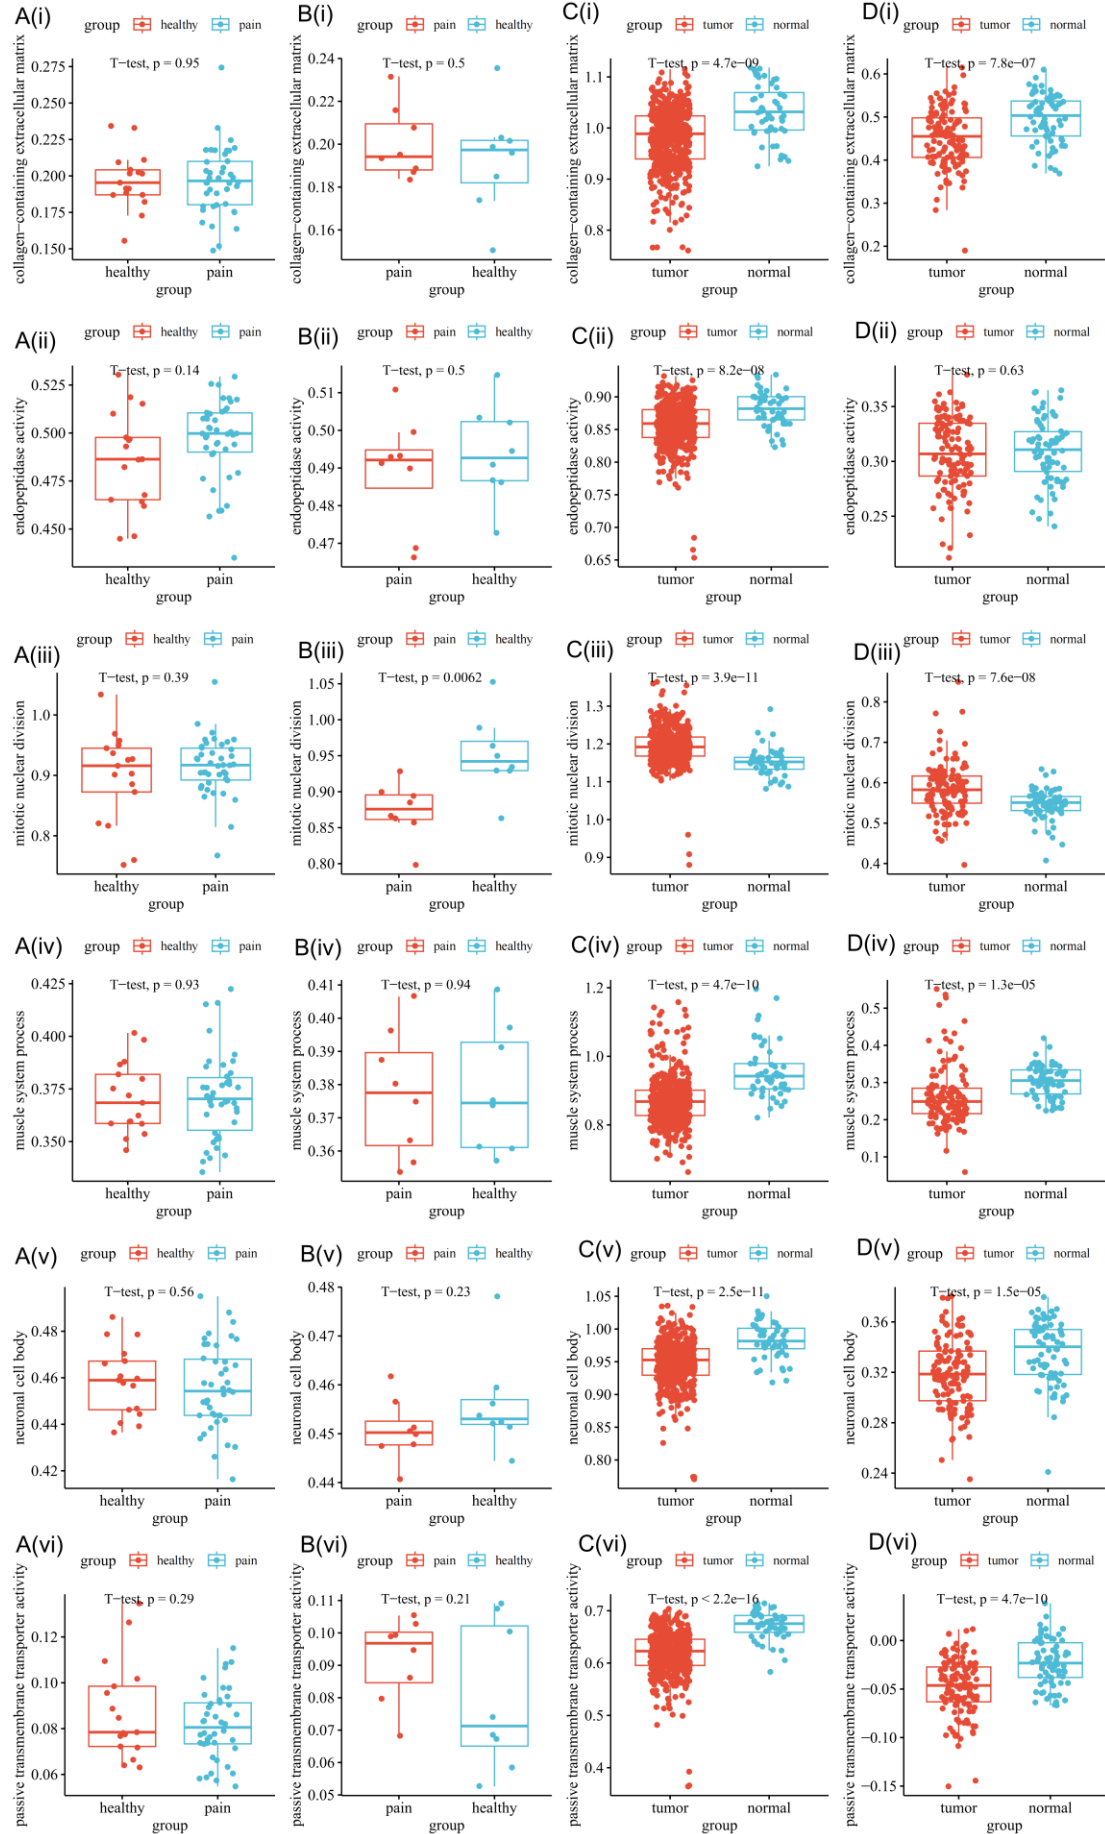 A(i)
group healthy pain
T-test, p = 0.95
collagen-containing extracellular matrix
0.275
0.250
0.225
0.200
0.175
0.150
healthy pain
group
B(i)
group pain healthy
T-test, p = 0.5
collagen-containing extracellular matrix
0.24
0.22
0.20
0.18
0.16
pain healthy
group
C(i)
group tumor normal
T-test, p = 4.7e-09
collagen-containing extracellular matrix
1.1
1.0
0.9
0.8
tumor normal
group
D(i)
group tumor normal
T-test, p = 7.8e-07
collagen-containing extracellular matrix
0.6
0.5
0.4
0.3
0.2
tumor normal
group
A(ii)
group healthy pain
T-test, p = 0.14
endopeptidase activity
0.525
0.500
0.475
0.450
healthy pain
group
B(ii)
group pain healthy
T-test, p = 0.5
endopeptidase activity
0.51
0.50
0.49
0.48
0.47
pain healthy
group
C(ii)
group tumor normal
T-test, p = 8.2e-08
endopeptidase activity
0.90
0.85
0.80
0.75
0.70
0.65
tumor normal
group
D(ii)
group tumor normal
T-test, p = 0.63
endopeptidase activity
0.35
0.30
0.25
tumor normal
group
A(iii)
group healthy pain
T-test, p = 0.39
mitotic nuclear division
1.0
0.9
0.8
healthy pain
group
B(iii)
group pain healthy
T-test, p = 0.0062
mitotic nuclear division
1.05
1.00
0.95
0.90
0.85
0.80
pain healthy
group
C(iii)
group tumor normal
T-test, p = 3.9e-11
mitotic nuclear division
1.3
1.2
1.1
1.0
0.9
tumor normal
group
D(iii)
group tumor normal
T-test, p = 7.6e-08
mitotic nuclear division
0.8
0.7
0.6
0.5
0.4
tumor normal
group
A(iv)
group healthy pain
T-test, p = 0.93
muscle system process
0.425
0.400
0.375
0.350
healthy pain
group
B(iv)
group pain healthy
T-test, p = 0.94
muscle system process
0.41
0.40
0.39
0.38
0.37
0.36
pain healthy
group
C(iv)
group tumor normal
T-test, p = 4.7e-10
muscle system process
1.2
1.0
0.8
tumor normal
group
D(iv)
group tumor normal
T-test, p = 1.3e-05
muscle system process
0.5
0.4
0.3
0.2
0.1
tumor normal
group
A(v)
group healthy pain
T-test, p = 0.56
neuronal cell body
0.48
0.46
0.44
0.42
healthy pain
group
B(v)
group pain healthy
T-test, p = 0.23
neuronal cell body
0.48
0.47
0.46
0.45
0.44
pain healthy
group
C(v)
group tumor normal
T-test, p = 2.5e-11
neuronal cell body
1.05
1.00
0.95
0.90
0.85
0.80
tumor normal
group
D(v)
group tumor normal
T-test, p = 1.5e-05
neuronal cell body
0.36
0.32
0.28
0.24
tumor normal
group
A(vi)
group healthy pain
T-test, p = 0.29
passive transmembrane transporter activity
0.12
0.10
0.08
0.06
healthy pain
group
B(vi)
group pain healthy
T-test, p = 0.21
passive transmembrane transporter activity
0.11
0.10
0.09
0.08
0.07
0.06
0.05
pain healthy
group
C(vi)
group tumor normal
T-test, p < 2.2e-16
passive transmembrane transporter activity
0.7
0.6
0.5
0.4
tumor normal
group
D(vi)
group tumor normal
T-test, p = 4.7e-10
passive transmembrane transporter activity
0.00
-0.05
-0.10
-0.15
tumor normal
group